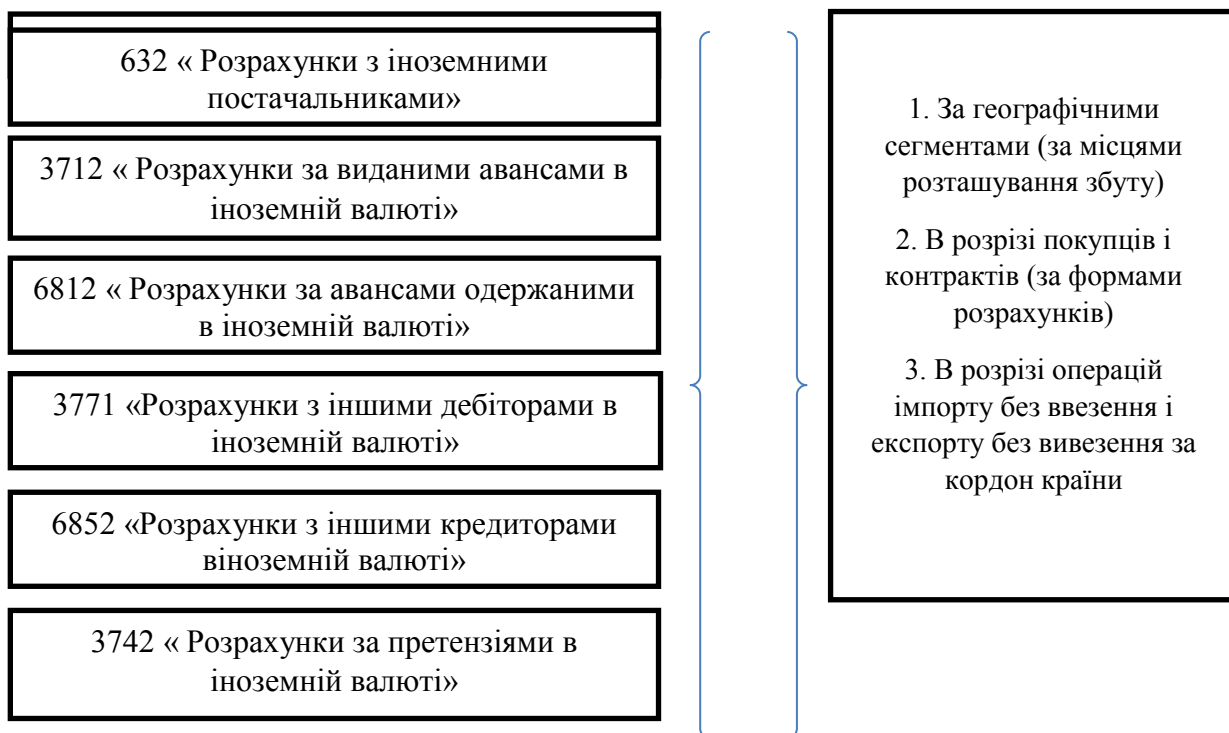 632 « Розрахунки з іноземними
постачальниками»
3712 « Розрахунки за виданими авансами в
іноземній валюті»
6812 « Розрахунки за авансами одержаними
в іноземній валюті»
3771 «Розрахунки з іншими дебіторами в
іноземній валюті»
6852 «Розрахунки з іншими кредиторами
віноземній валюті»
3742 « Розрахунки за претензіями в
іноземній валюті»
1. За географічними
сегментами (за місцями
розташування збуту)
2. В розрізі покупців і
контрактів (за формами
розрахунків)
3. В розрізі операцій
імпорту без ввезення і
експорту без вивезення за
кордон країни